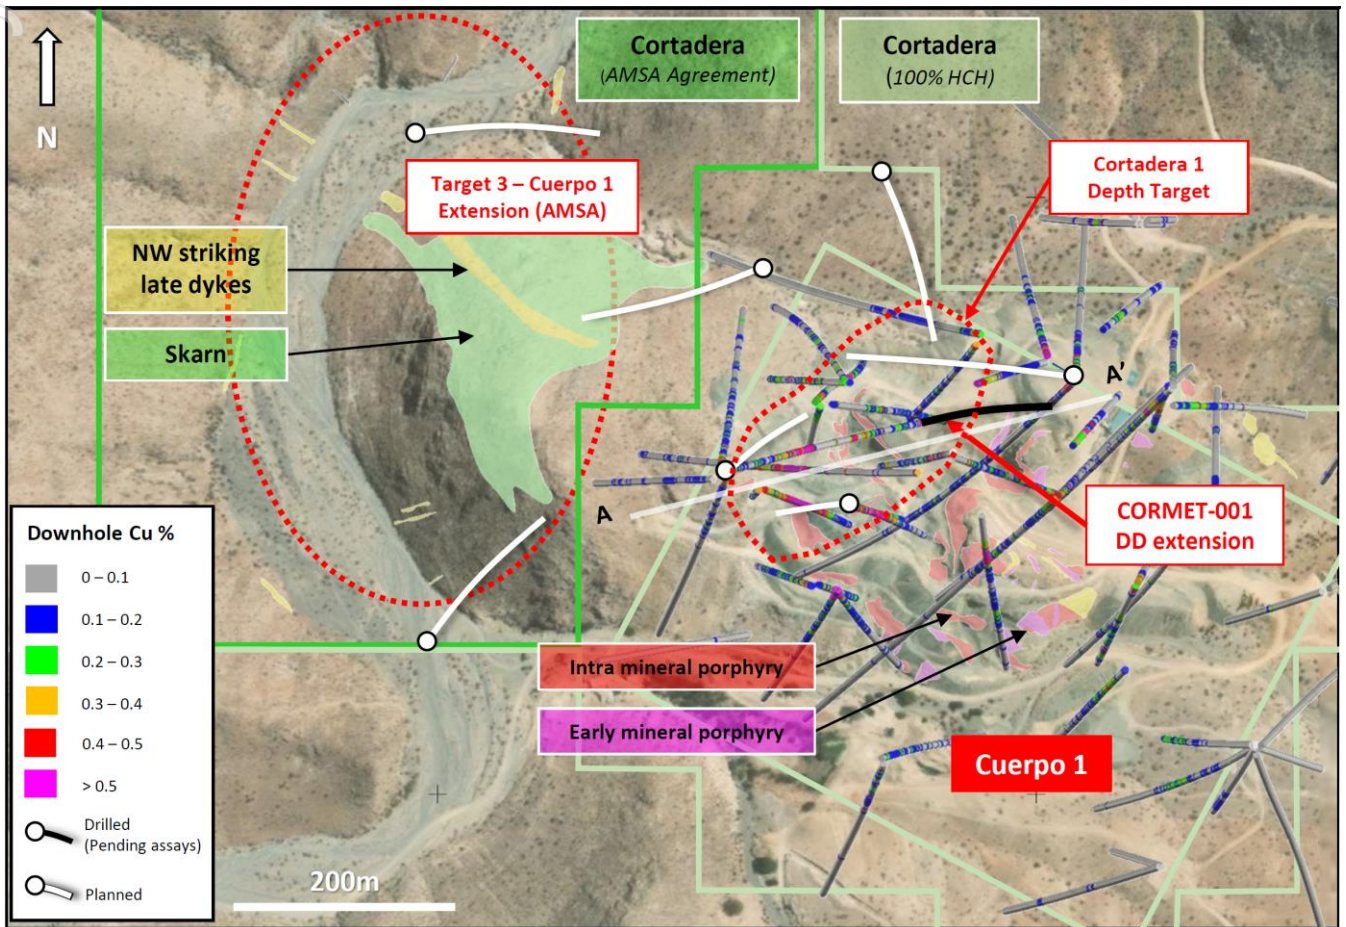 N
Cortadera
(AMSA Agreement)
Cortadera
(100% HCH)
Target 3 – Cuerpo 1
Extension (AMSA)
Cortadera 1
Depth Target
NW striking
late dykes
Skarn
A
A'
CORMET-001
DD extension
Intra mineral porphyry
Early mineral porphyry
Cuerpo 1
Downhole Cu %
0 – 0.1
0.1 – 0.2
0.2 – 0.3
0.3 – 0.4
0.4 – 0.5
> 0.5
Drilled
(Pending assays)
Planned
200m